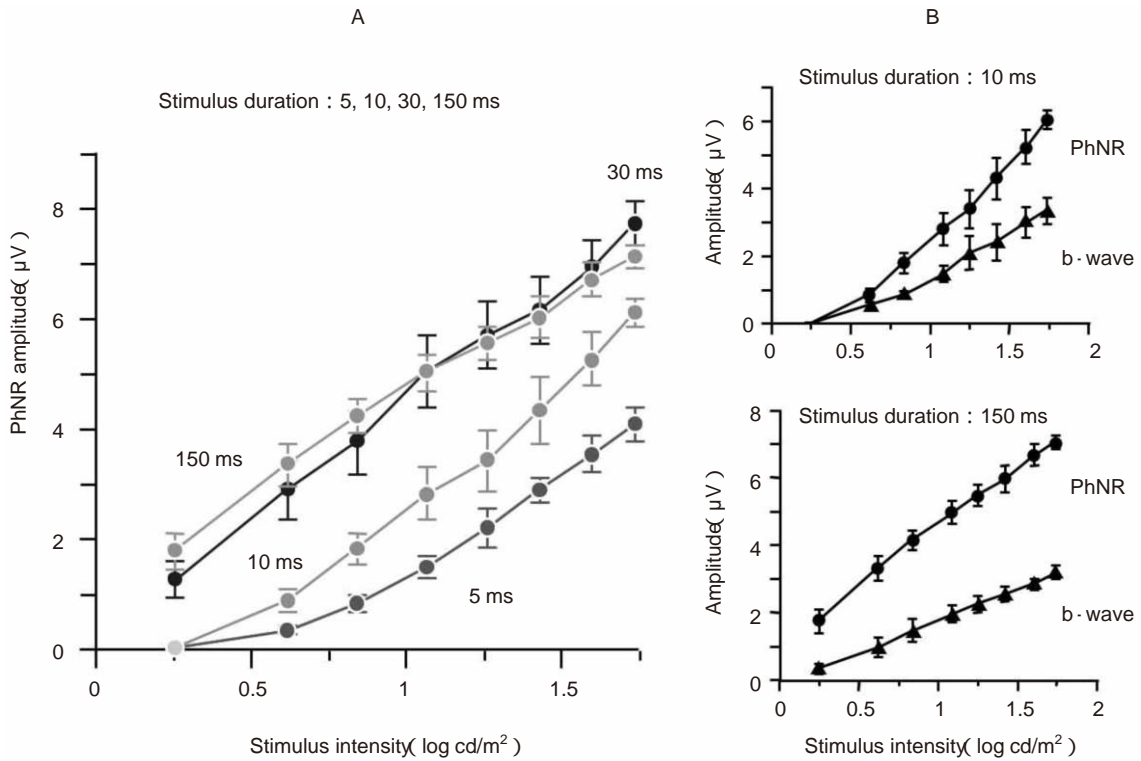 A
Stimulus duration : 5, 10, 30, 150 ms
PhNR amplitude( μV )
8
6
4
2
0
30 ms
150 ms
10 ms
5 ms
0
0.5
1
1.5
Stimulus intensity( log cd/m² )
B
Stimulus duration : 10 ms
Amplitude( μV )
6
4
2
0
PhNR
b‐wave
0
0.5
1
1.5
2
Stimulus duration : 150 ms
Amplitude( μV )
8
6
4
2
0
PhNR
b‐wave
0
0.5
1
1.5
2
Stimulus intensity( log cd/m² )